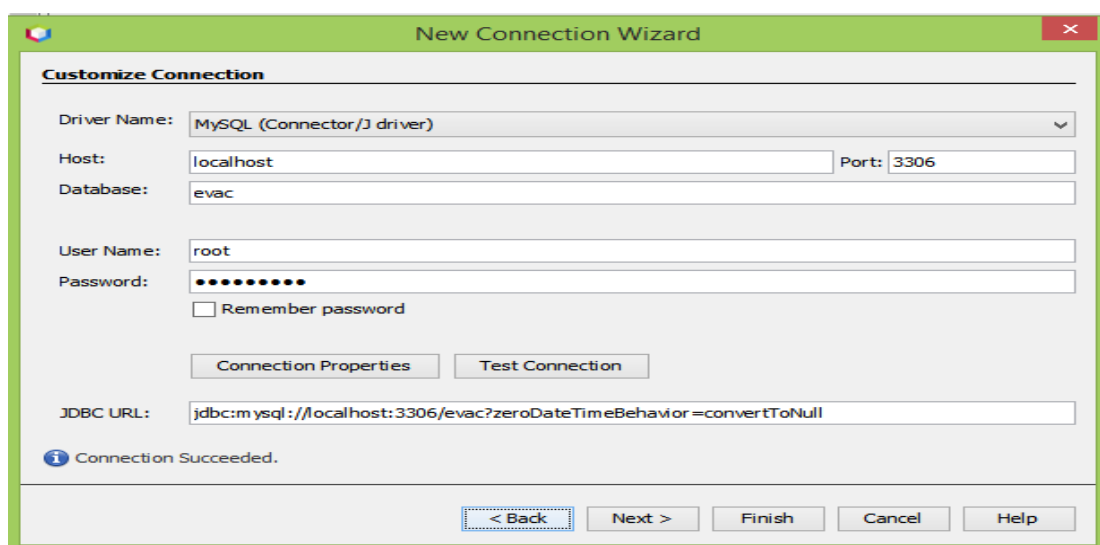 New Connection Wizard
Customize Connection
Driver Name: MySQL (Connector/J driver)
Host: localhost Port: 3306
Database: evac
User Name: root
Password: •••••••••
Remember password
Connection Properties Test Connection
JDBC URL: jdbc:mysql://localhost:3306/evac?zeroDateTimeBehavior=convertToNull
Connection Succeeded.
< Back Next > Finish Cancel Help